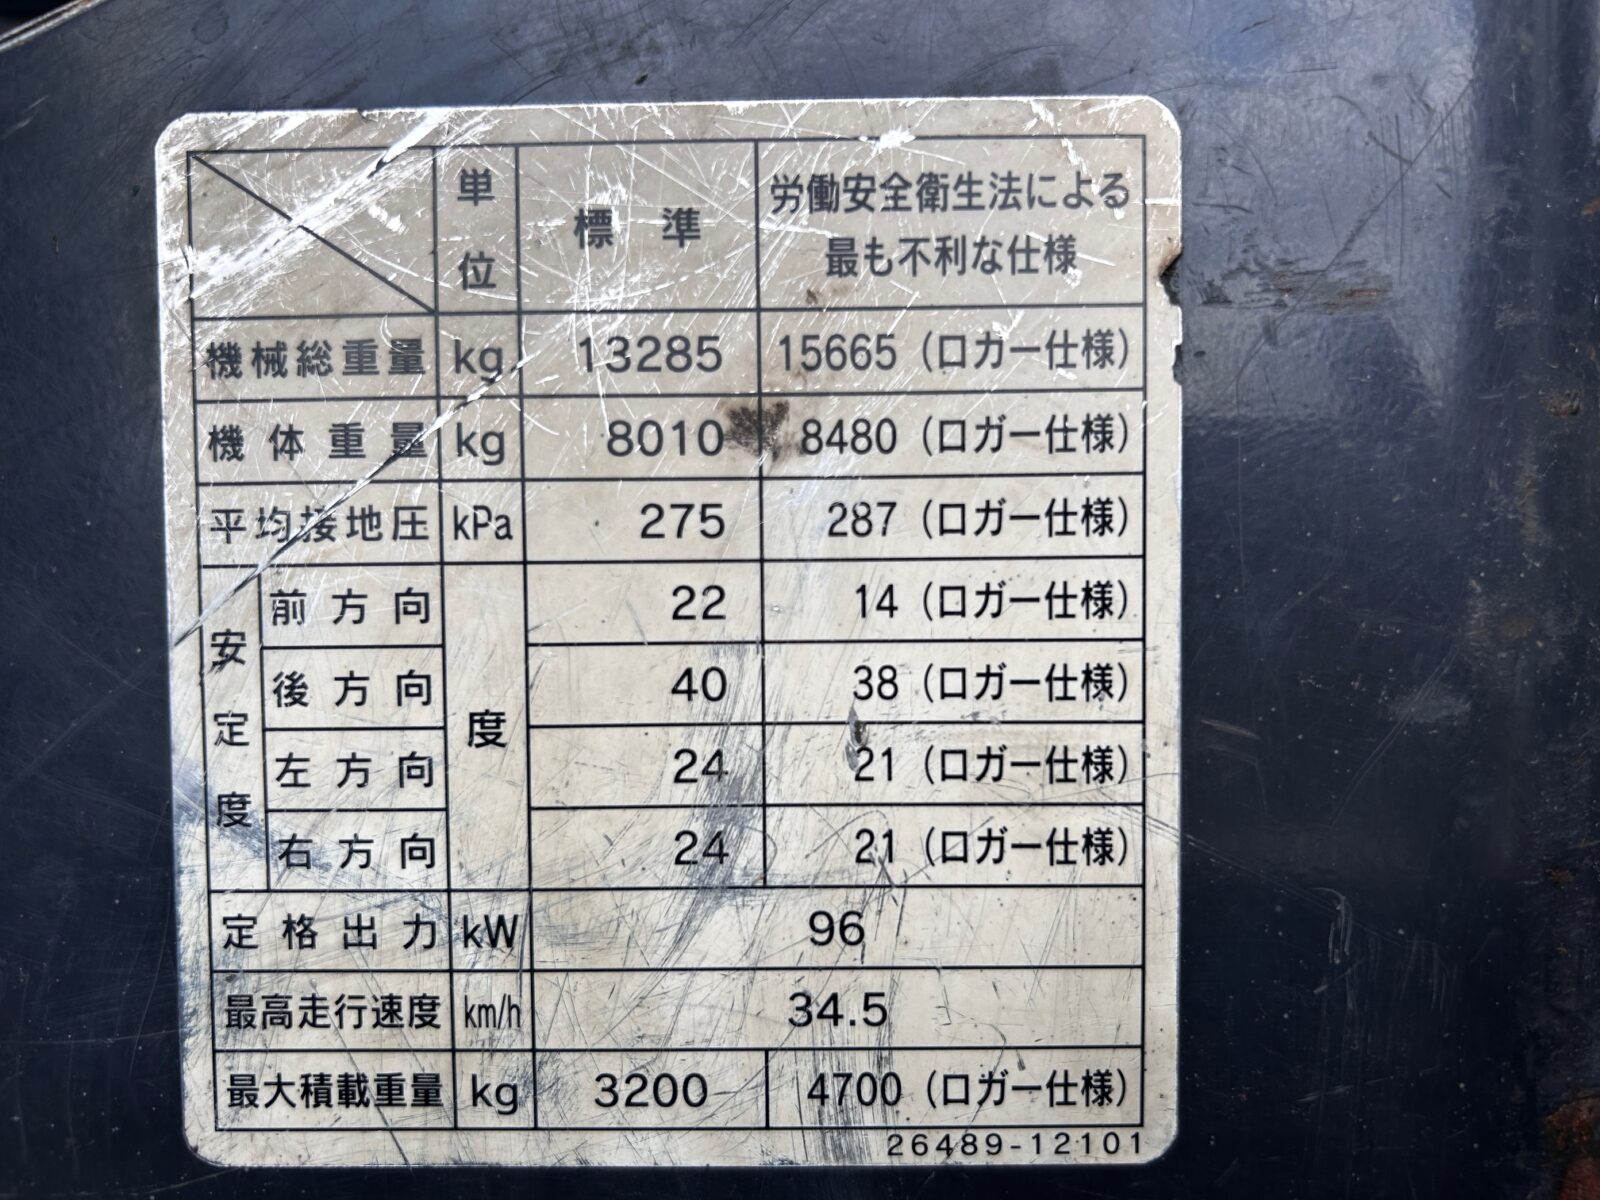 単位 標準 労働安全衛生法による最も不利な仕様
機械総重量 kg 13285 15665 (ロガー仕様)
機体重量 kg 8010 8480 (ロガー仕様)
平均接地圧 kPa 275 287 (ロガー仕様)
安定度 前方向 度 22 14 (ロガー仕様)
後方向 40 38 (ロガー仕様)
左方向 24 21 (ロガー仕様)
右方向 24 21 (ロガー仕様)
定格出力 kW 96
最高走行速度 km/h 34.5
最大積載重量 kg 3200 4700 (ロガー仕様)
26489-12101